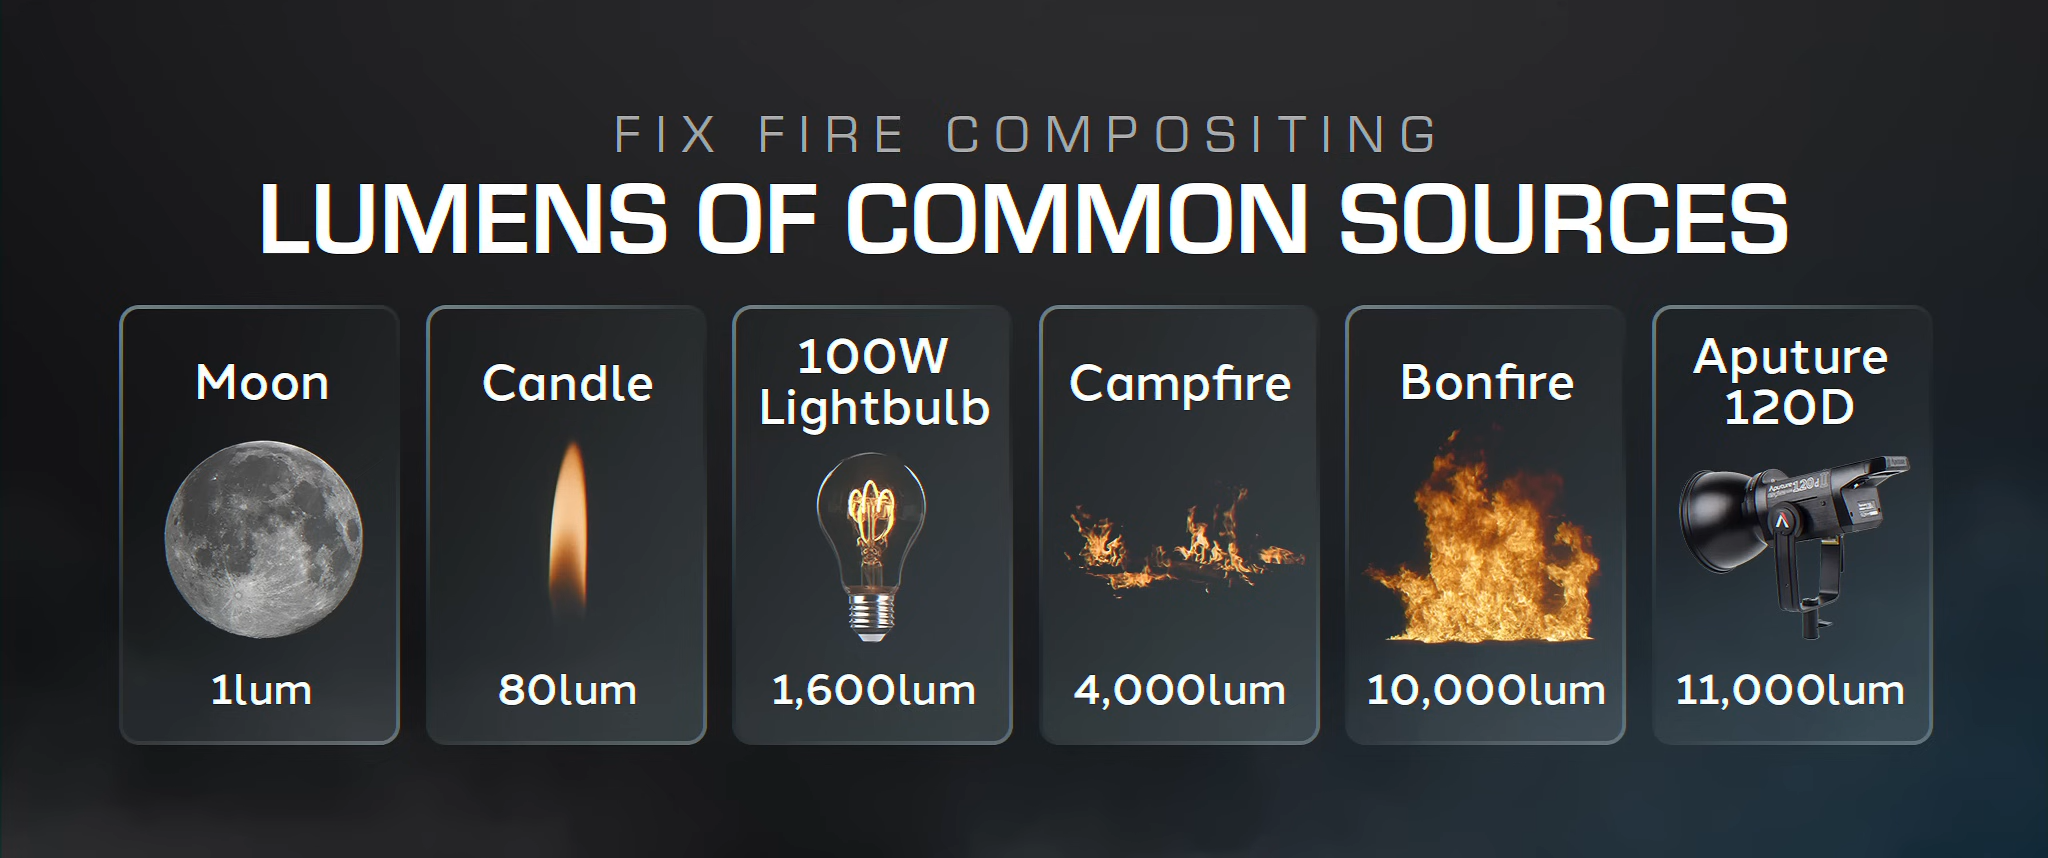 FIX FIRE COMPOSITING
LUMENS OF COMMON SOURCES
Moon
1lum
Candle
80lum
100W
Lightbulb
1,600lum
Campfire
4,000lum
Bonfire
10,000lum
Aputure
120D
11,000lum